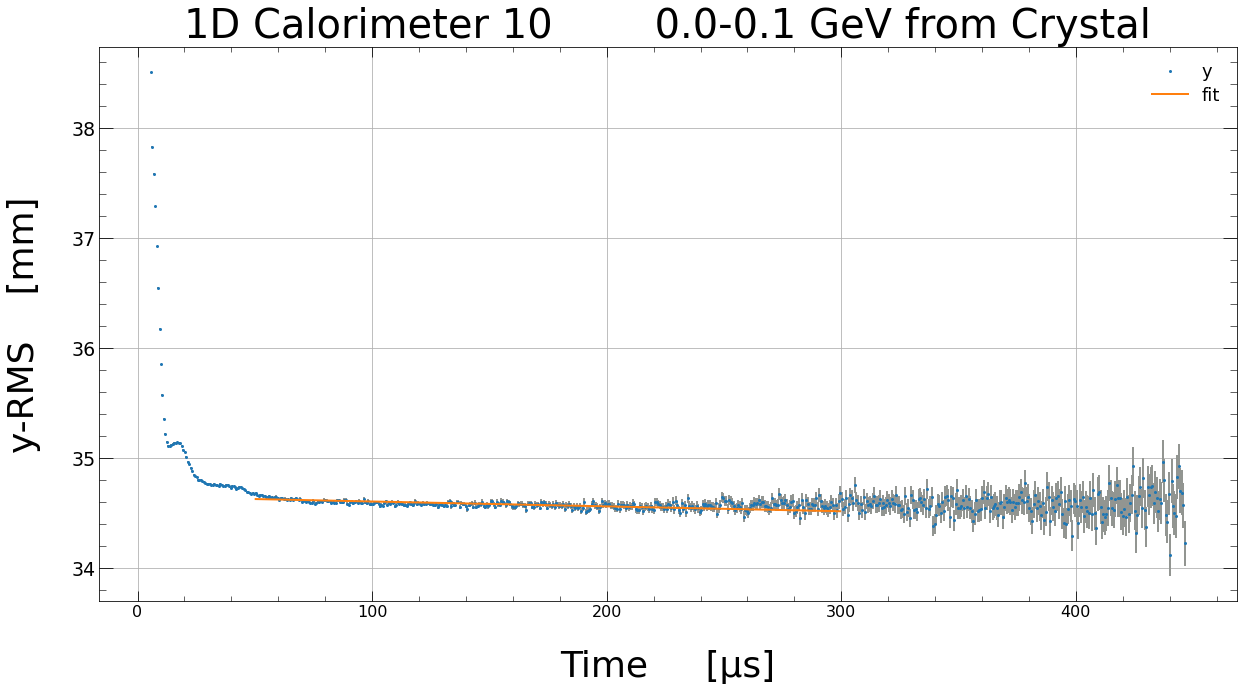 1D Calorimeter 10 0.0-0.1 GeV from Crystal
y
fit
38
37
36
35
34
y-RMS [mm]
0 100 200 300 400
Time [µs]